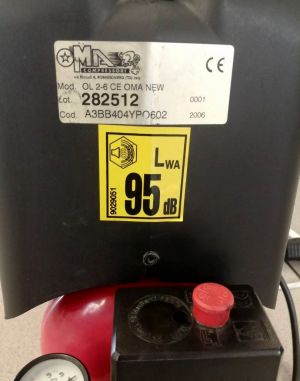 OMA
COMPRESSORI
CE
Mod. OL 2-6 CE OMA NEW
Lot. 282512 0001
Cod. A3BB404YPO602 2006
LWA
95 dB
9029051